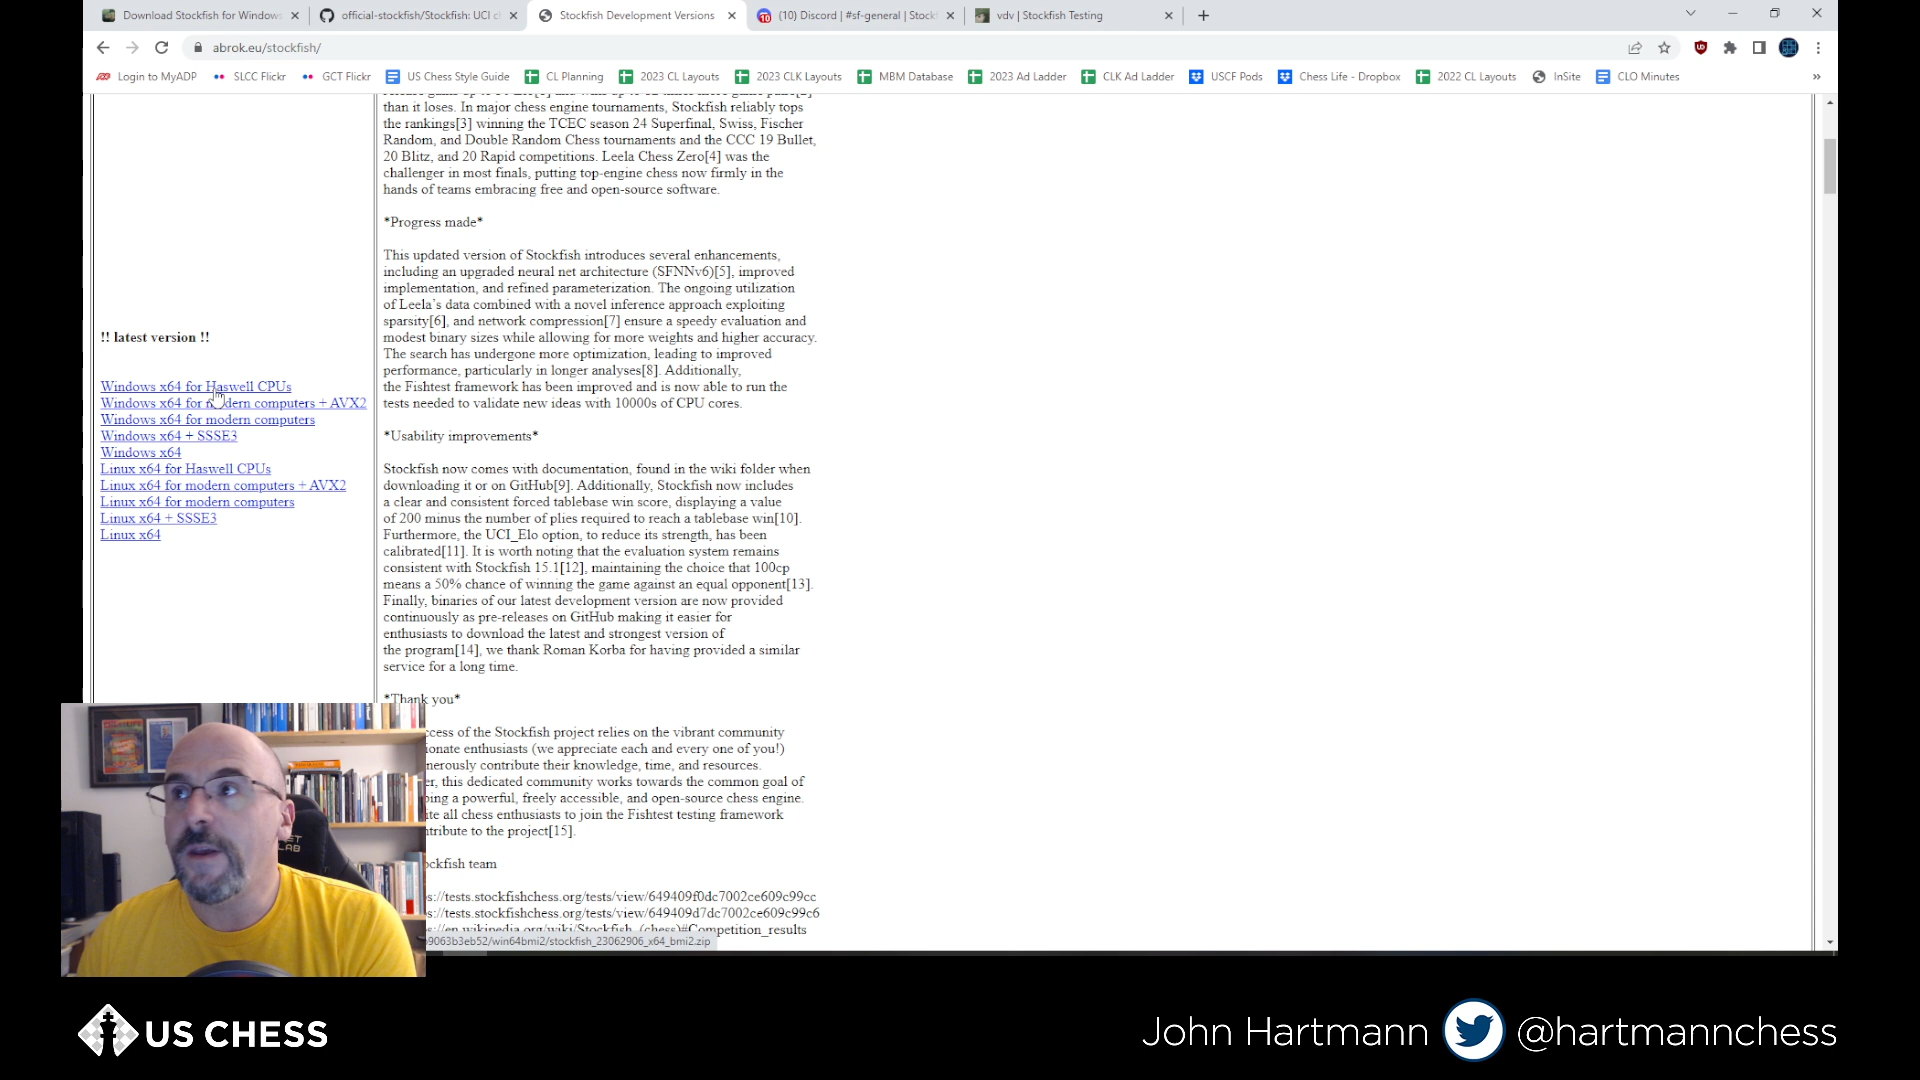 Download Stockfish for Windows
official-stockfish/Stockfish: UCI c
Stockfish Development Versions
(10) Discord | #sf-general | Stock
vdv | Stockfish Testing
abrok.eu/stockfish/
Login to MyADP
SLCC Flickr
GCT Flickr
US Chess Style Guide
CL Planning
2023 CL Layouts
2023 CLK Layouts
MBM Database
2023 Ad Ladder
CLK Ad Ladder
USCF Pods
Chess Life - Dropbox
2022 CL Layouts
InSite
CLO Minutes
than it loses. In major chess engine tournaments, Stockfish reliably tops
the rankings[3] winning the TCEC season 24 Superfinal, Swiss, Fischer
Random, and Double Random Chess tournaments and the CCC 19 Bullet,
20 Blitz, and 20 Rapid competitions. Leela Chess Zero[4] was the
challenger in most finals, putting top-engine chess now firmly in the
hands of teams embracing free and open-source software.
*Progress made*
This updated version of Stockfish introduces several enhancements,
including an upgraded neural net architecture (SFNNv6)[5], improved
implementation, and refined parameterization. The ongoing utilization
of Leela's data combined with a novel inference approach exploiting
sparsity[6], and network compression[7] ensure a speedy evaluation and
modest binary sizes while allowing for more weights and higher accuracy.
The search has undergone more optimization, leading to improved
performance, particularly in longer analyses[8]. Additionally,
the Fishtest framework has been improved and is now able to run the
tests needed to validate new ideas with 10000s of CPU cores.
*Usability improvements*
Stockfish now comes with documentation, found in the wiki folder when
downloading it or on GitHub[9]. Additionally, Stockfish now includes
a clear and consistent forced tablebase win score, displaying a value
of 200 minus the number of plies required to reach a tablebase win[10].
Furthermore, the UCI_Elo option, to reduce its strength, has been
calibrated[11]. It is worth noting that the evaluation system remains
consistent with Stockfish 15.1[12], maintaining the choice that 100cp
means a 50% chance of winning the game against an equal opponent[13].
Finally, binaries of our latest development version are now provided
continuously as pre-releases on GitHub making it easier for
enthusiasts to download the latest and strongest version of
the program[14], we thank Roman Korba for having provided a similar
service for a long time.
*Thank you*
ccess of the Stockfish project relies on the vibrant community
ionate enthusiasts (we appreciate each and every one of you!)
nerously contribute their knowledge, time, and resources.
er, this dedicated community works towards the common goal of
ping a powerful, freely accessible, and open-source chess engine.
ite all chess enthusiasts to join the Fishtest testing framework
ntribute to the project[15].
ockfish team
s://tests.stockfishchess.org/tests/view/649409f0dc7002ce609c99cc
s://tests.stockfishchess.org/tests/view/649409d7dc7002ce609c99c6
s://en.wikipedia.org/wiki/Stockfish_(chess)#Competition_results
9063b3eb52/win64bmi2/stockfish_23062906_x64_bmi2.zip
!! latest version !!
Windows x64 for Haswell CPUs
Windows x64 for modern computers + AVX2
Windows x64 for modern computers
Windows x64 + SSSE3
Windows x64
Linux x64 for Haswell CPUs
Linux x64 for modern computers + AVX2
Linux x64 for modern computers
Linux x64 + SSSE3
Linux x64
US CHESS
John Hartmann
@hartmannchess